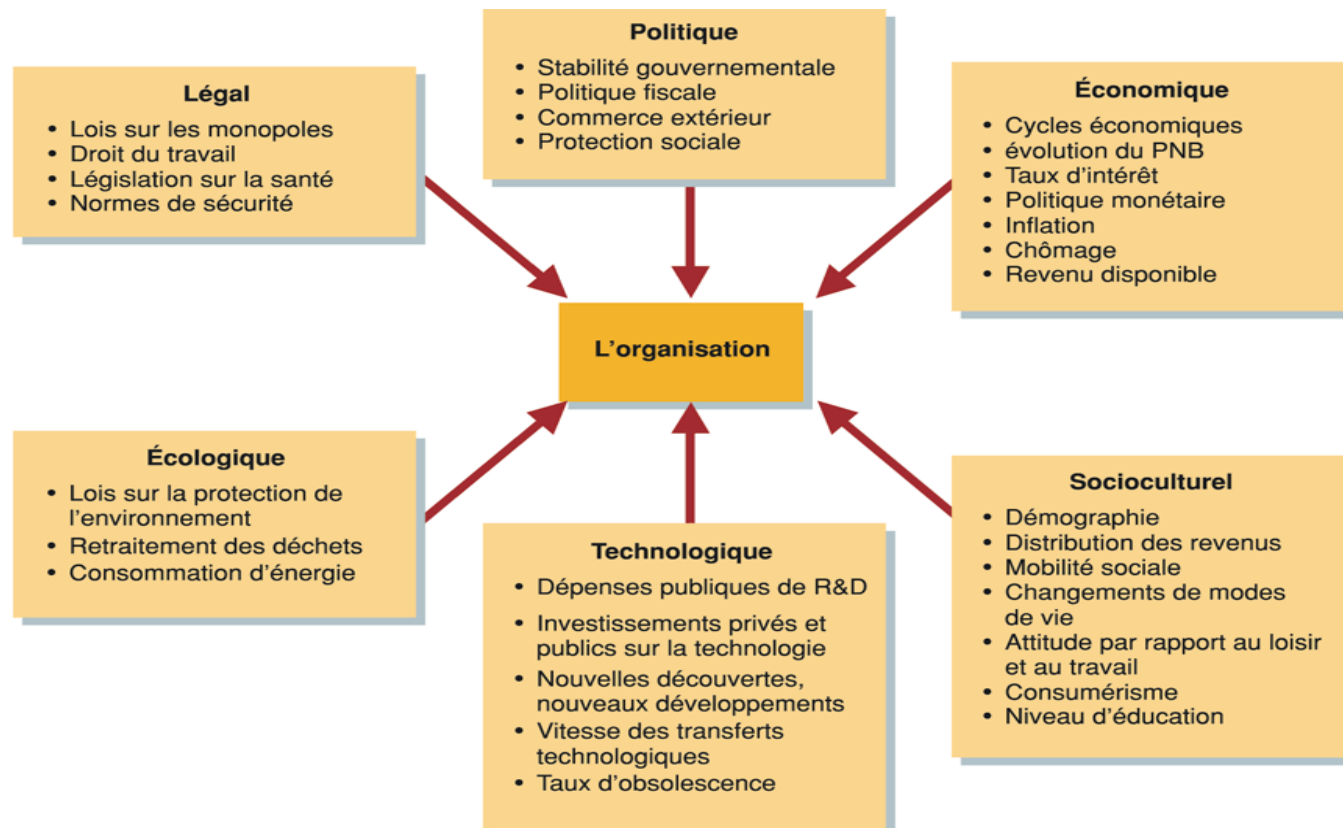 Politique
• Stabilité gouvernementale
• Politique fiscale
• Commerce extérieur
• Protection sociale
Légal
• Lois sur les monopoles
• Droit du travail
• Législation sur la santé
• Normes de sécurité
Économique
• Cycles économiques
• évolution du PNB
• Taux d'intérêt
• Politique monétaire
• Inflation
• Chômage
• Revenu disponible
L'organisation
Écologique
• Lois sur la protection de
l'environnement
• Retraitement des déchets
• Consommation d'énergie
Technologique
• Dépenses publiques de R&D
• Investissements privés et
publics sur la technologie
• Nouvelles découvertes,
nouveaux développements
• Vitesse des transferts
technologiques
• Taux d'obsolescence
Socioculturel
• Démographie
• Distribution des revenus
• Mobilité sociale
• Changements de modes
de vie
• Attitude par rapport au loisir
et au travail
• Consumérisme
• Niveau d'éducation